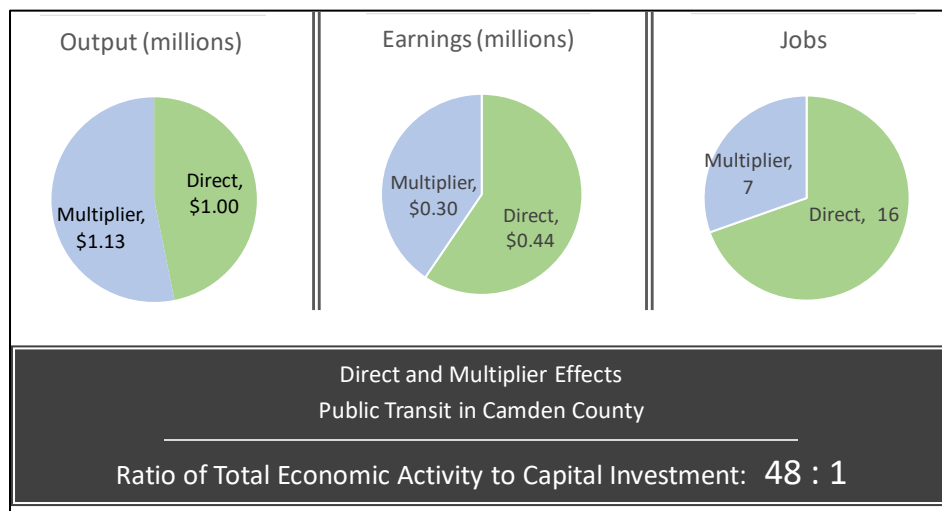 Output (millions)
Direct,
$1.00
Multiplier,
$1.13
Earnings (millions)
Multiplier,
$0.30
Direct,
$0.44
Jobs
Multiplier,
7
Direct, 16
Direct and Multiplier Effects
Public Transit in Camden County
Ratio of Total Economic Activity to Capital Investment: 48 : 1